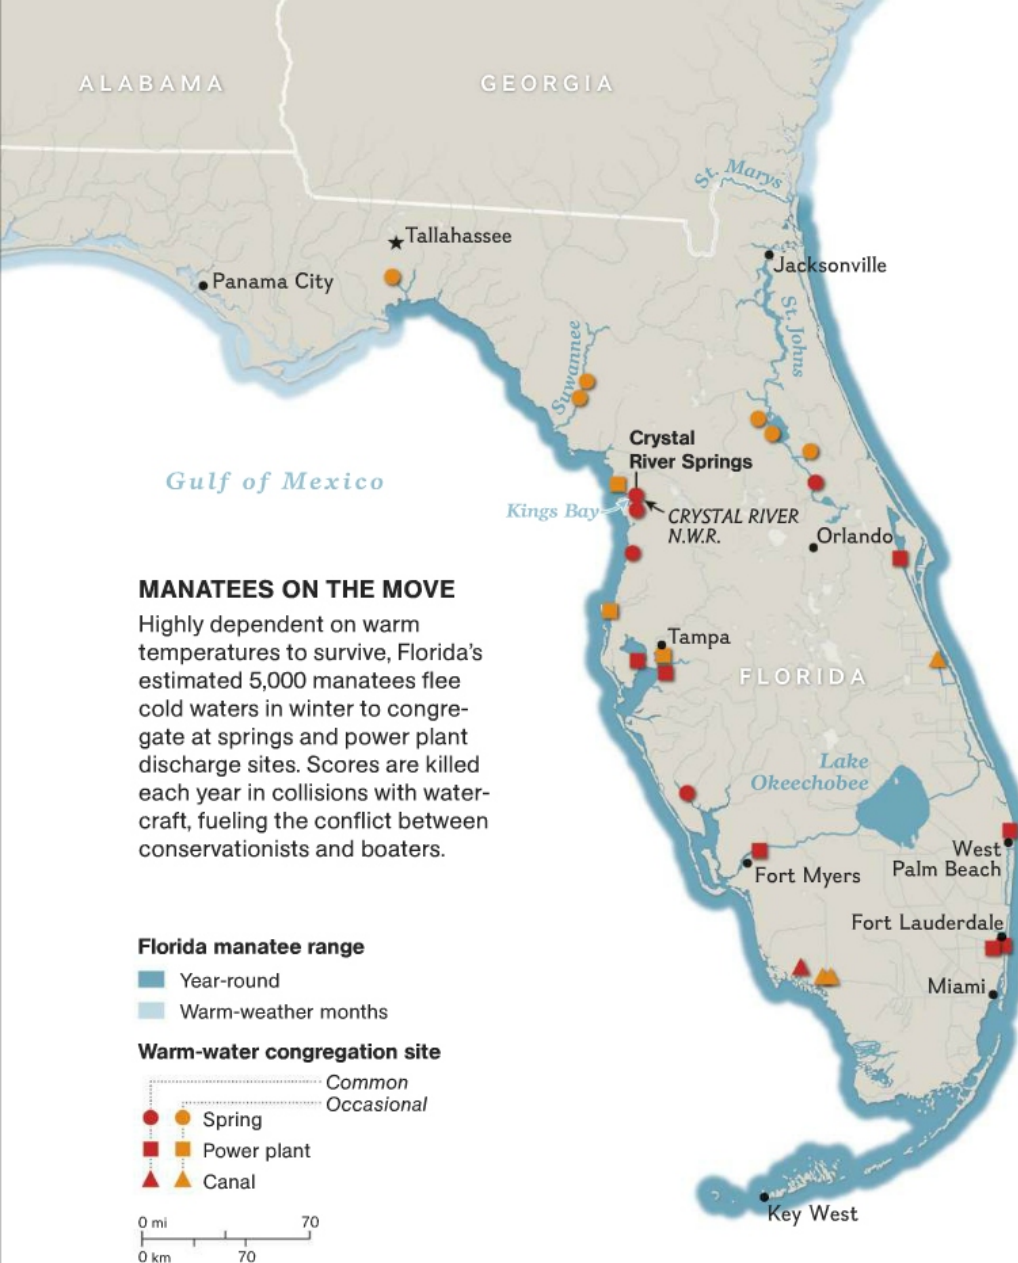 ALABAMA
GEORGIA
St. Marys
Tallahassee
Jacksonville
Panama City
St. Johns
Suwannee
Crystal
River Springs
Gulf of Mexico
Kings Bay
CRYSTAL RIVER
N.W.R.
Orlando
MANATEES ON THE MOVE
Highly dependent on warm
temperatures to survive, Florida’s
estimated 5,000 manatees flee
cold waters in winter to congre-
gate at springs and power plant
discharge sites. Scores are killed
each year in collisions with water-
craft, fueling the conflict between
conservationists and boaters.
Tampa
FLORIDA
Lake
Okeechobee
West
Palm Beach
Fort Myers
Fort Lauderdale
Miami
Key West
Florida manatee range
Year-round
Warm-weather months
Warm-water congregation site
Common
Occasional
Spring
Power plant
Canal
0 mi 70
0 km 70